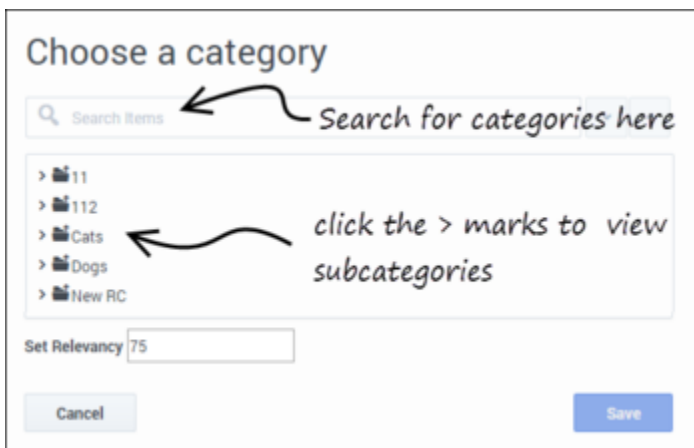 Choose a category
Search Items
Search for categories here
> 11
> 112
> Cats
> Dogs
> New RC
click the > marks to view
subcategories
Set Relevancy 75
Cancel
Save